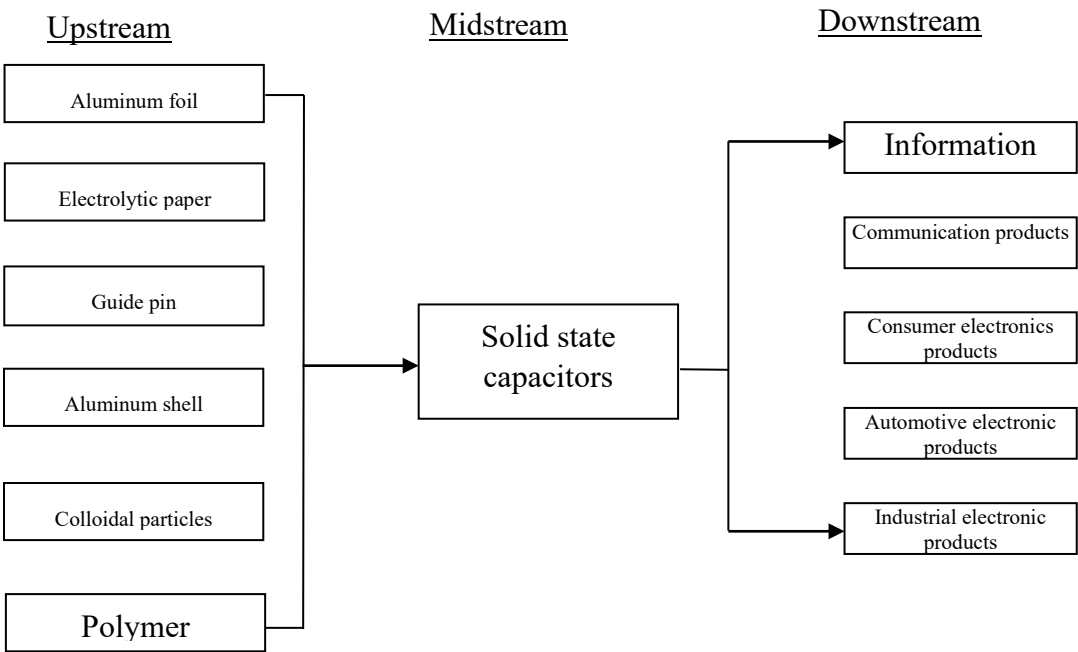 Upstream
Midstream
Downstream
Aluminum foil
Electrolytic paper
Guide pin
Aluminum shell
Colloidal particles
Polymer
Solid state
capacitors
Information
Communication products
Consumer electronics
products
Automotive electronic
products
Industrial electronic
products